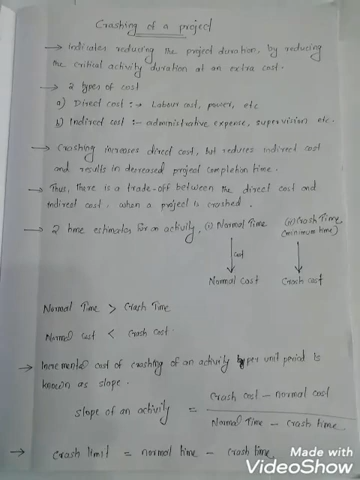 Crashing of a project
→ Indicates reducing the project duration, by reducing
the critical activity duration at an extra cost.
→ 2 types of cost
a) Direct cost :→ Labour cost, power, etc
b) Indirect cost :- administrative expence, supervision etc.
→ Crashing increases direct cost, but reduces indirect cost
and results in decreased project completion time.
→ Thus, there is a trade-off between the direct cost and
indirect cost, when a project is crashed.
→ 2 time estimates for an activity, (i) Normal Time (ii) Crash Time
(minimum time)
cost
Normal cost Crash cost
Normal Time > Crash Time
Normal cost < Crash cost.
→ Incremental cost of crashing of an activity per unit period is
known as slope.
slope of an activity = Crash cost - normal cost
Normal Time - crash time
→ Crash limit = normal time - crash time
Made with
VideoShow